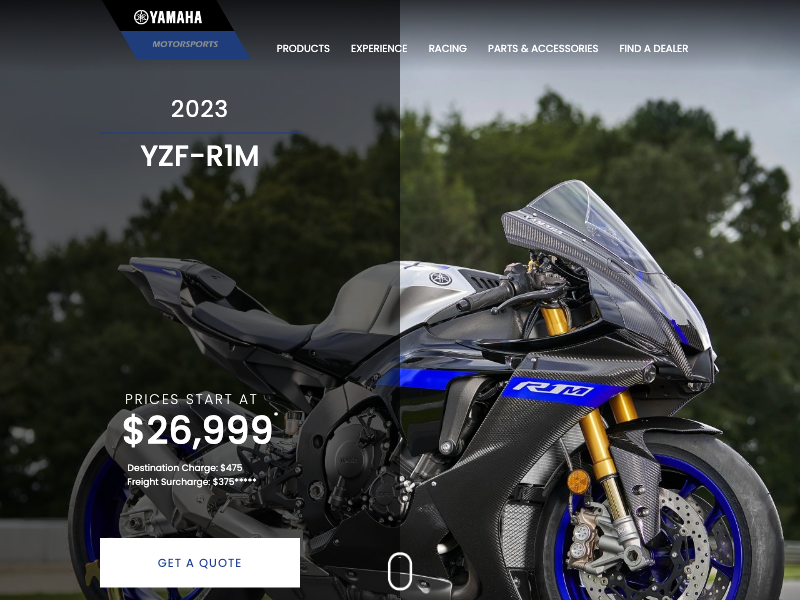 YAMAHA
MOTORSPORTS
PRODUCTS EXPERIENCE RACING PARTS & ACCESSORIES FIND A DEALER
2023
YZF-R1M
YAMAHA
R1M
PRICES START AT
$26,999*
Destination Charge: $475
Freight Surcharge: $375*****
GET A QUOTE